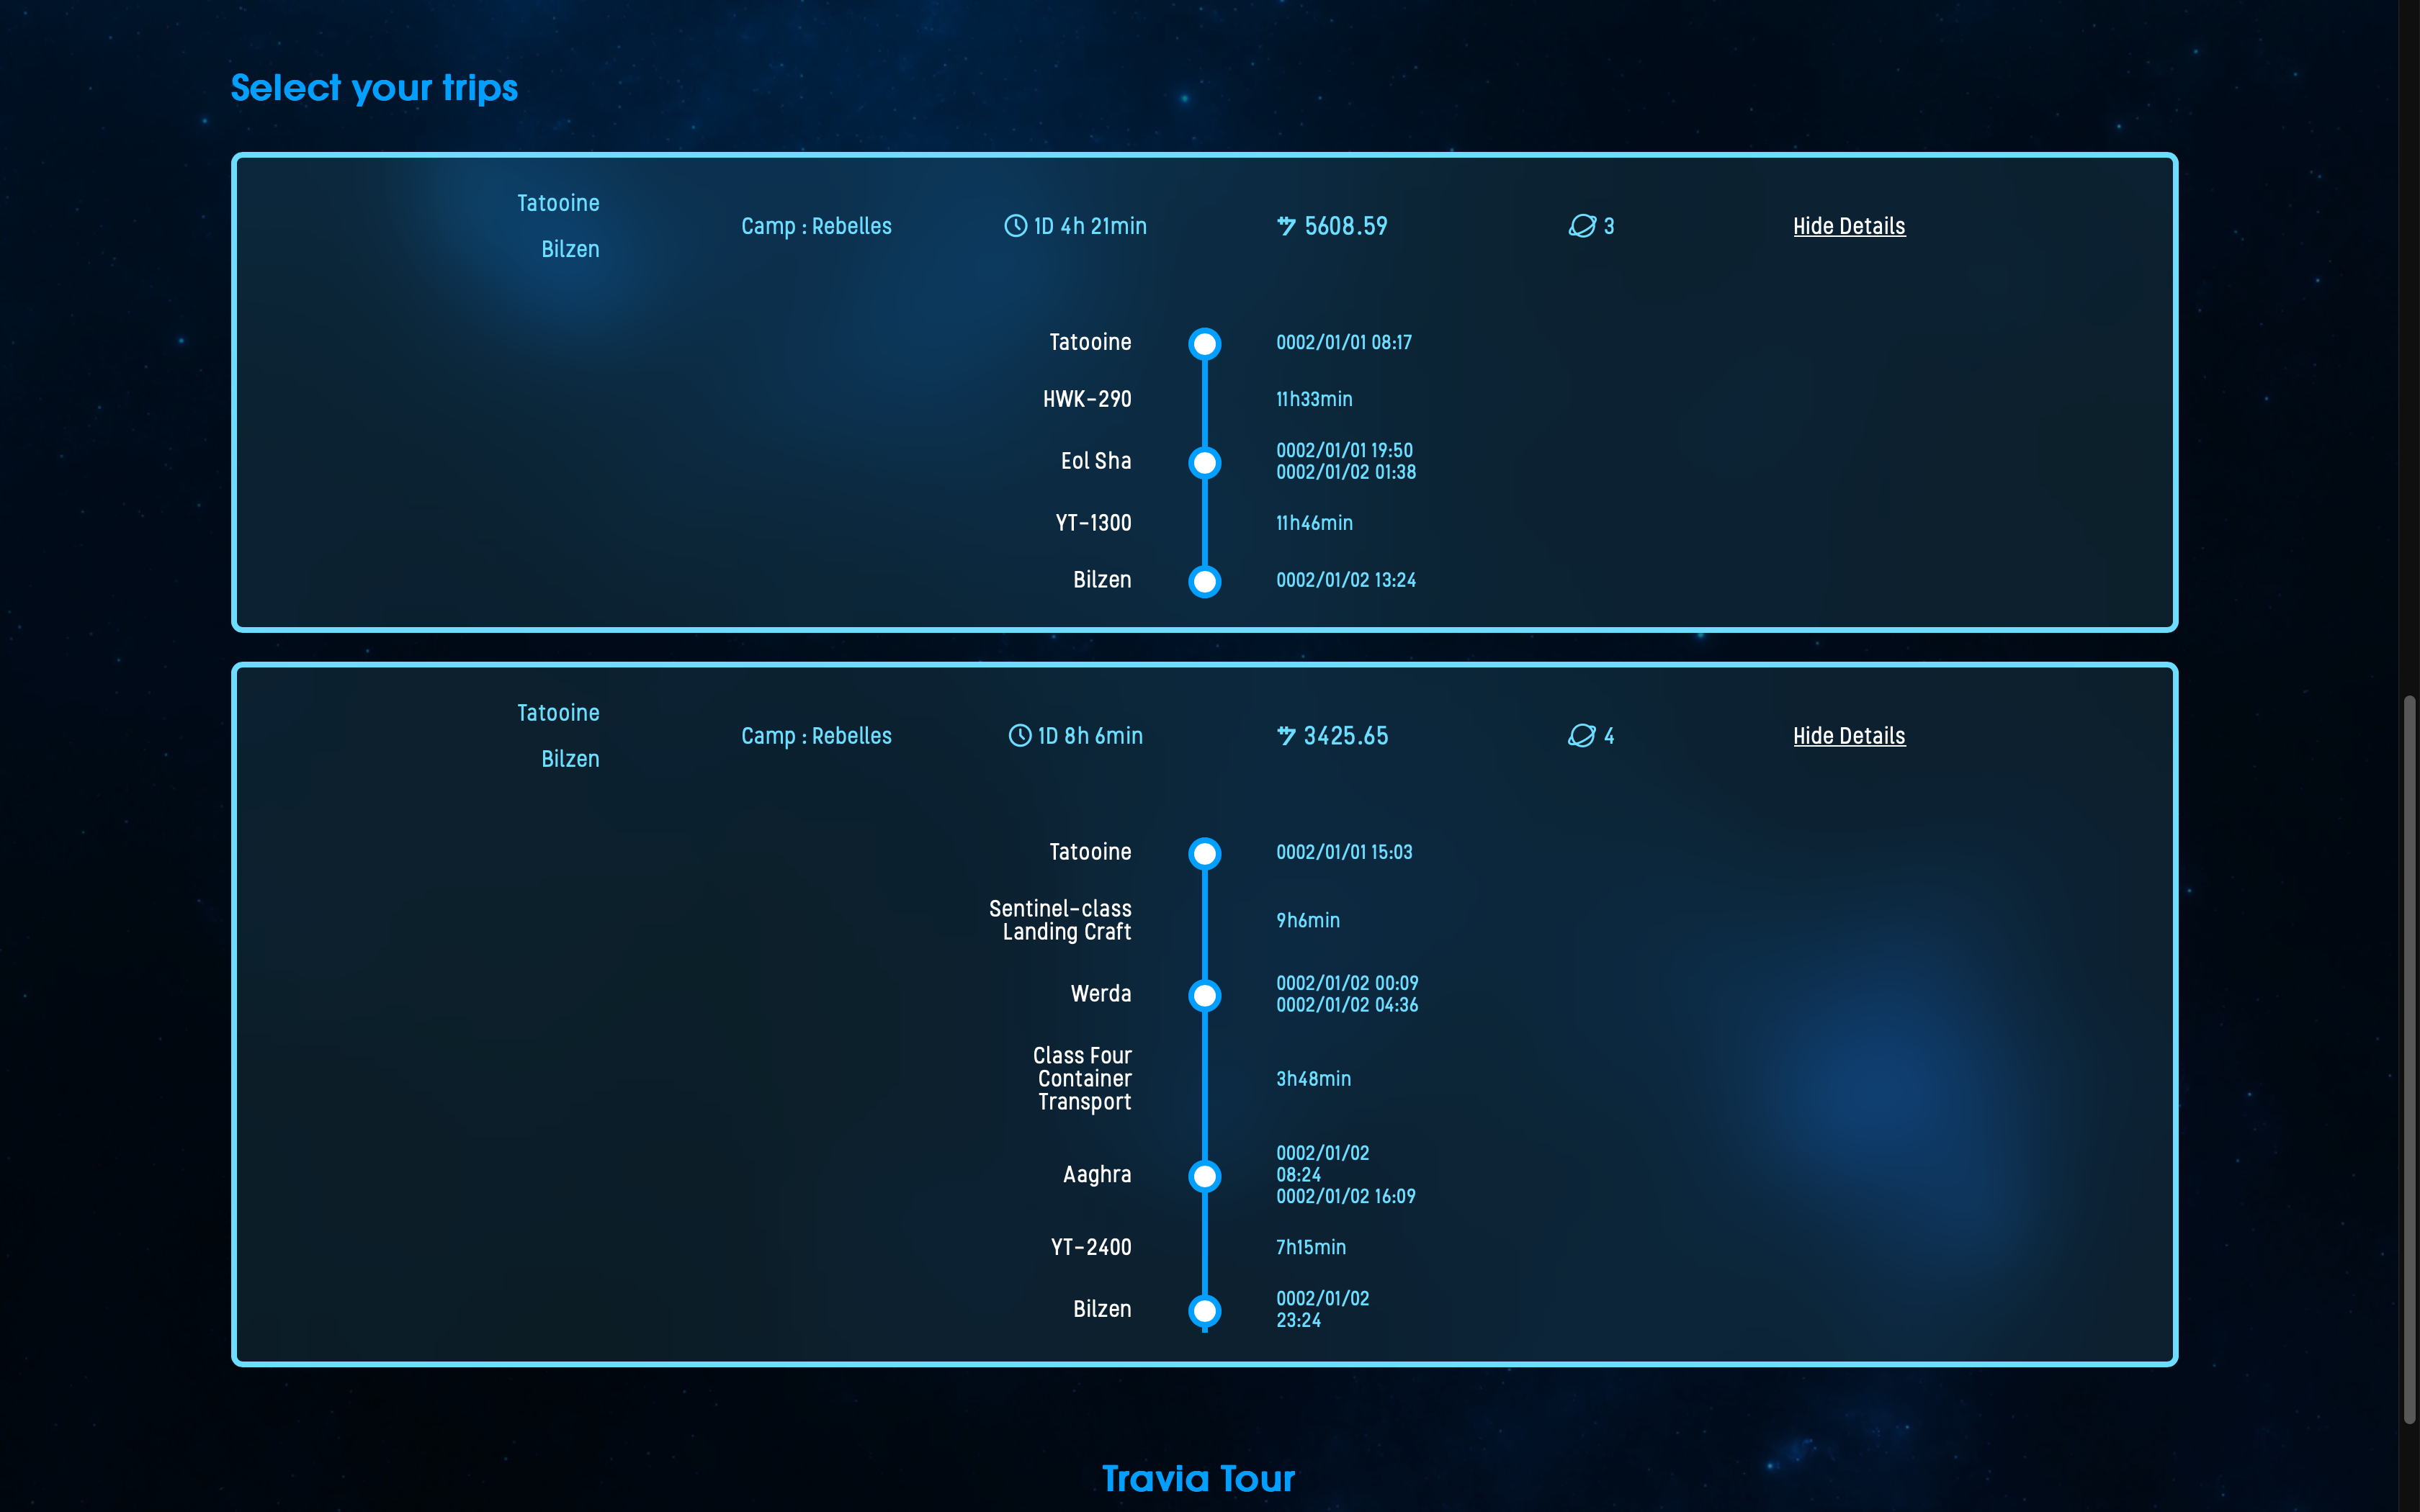 Select your trips
Tatooine
Bilzen
Camp : Rebelles
1D 4h 21min
5608.59
3
Hide Details
Tatooine
0002/01/01 08:17
HWK-290
11h33min
Eol Sha
0002/01/01 19:50
0002/01/02 01:38
YT-1300
11h46min
Bilzen
0002/01/02 13:24
Tatooine
Bilzen
Camp : Rebelles
1D 8h 6min
3425.65
4
Hide Details
Tatooine
0002/01/01 15:03
Sentinel-class
Landing Craft
9h6min
Werda
0002/01/02 00:09
0002/01/02 04:36
Class Four
Container
Transport
3h48min
Aaghra
0002/01/02
08:24
0002/01/02 16:09
YT-2400
7h15min
Bilzen
0002/01/02
23:24
Travia Tour